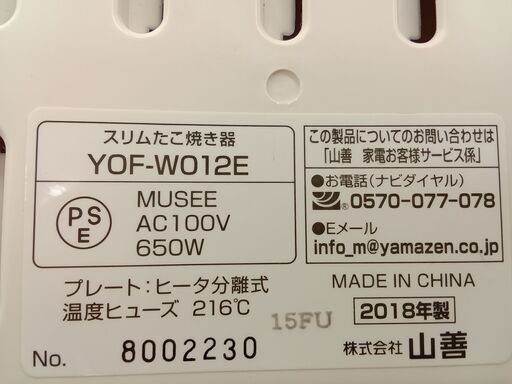 スリムたこ焼き器
YOF-W012E
PS
E
MUSEE
AC100V
650W
プレート:ヒータ分離式
温度ヒューズ 216℃
15FU
No. 8002230
この製品についてのお問い合わせは
「山善 家電お客様サービス係」
●お電話(ナビダイヤル)
0570-077-078
●Eメール
info_m@yamazen.co.jp
MADE IN CHINA
2018年製
株式会社 山善